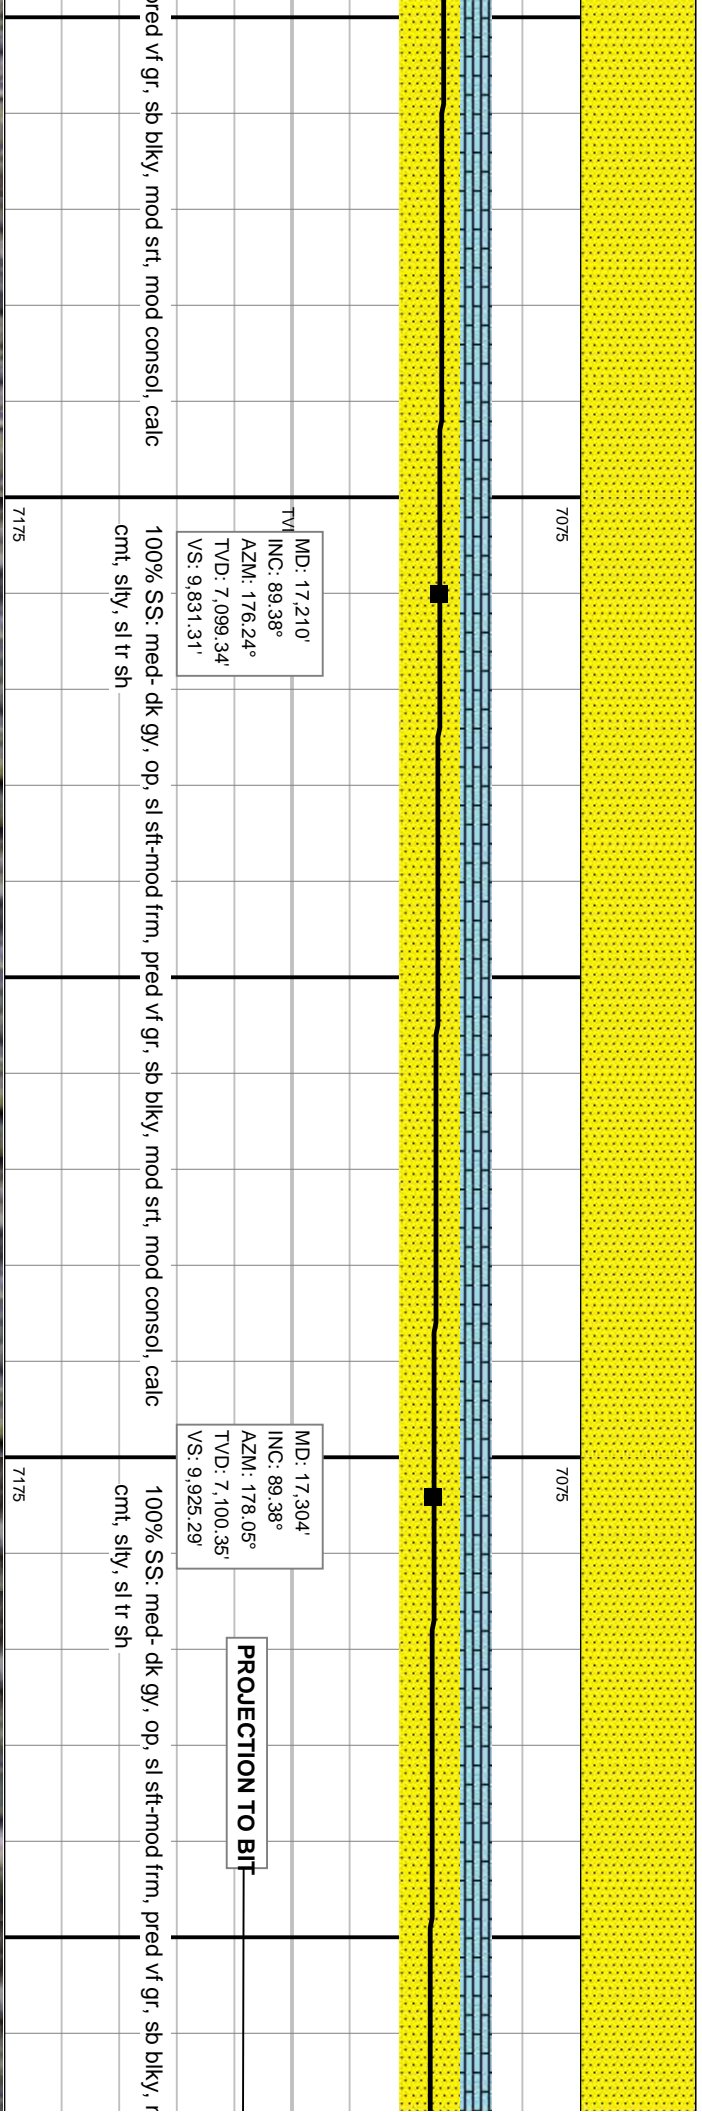 pred vf gr, sb blky, mod srt, mod consol, calc
7075
7175
TVI
MD: 17,210'
INC: 89.38°
AZM: 176.24°
TVD: 7,099.34'
VS: 9,831.31'
100% SS: med- dk gy, op, sl sft-mod frm, pred vf gr, sb blky, mod srt, mod consol, calc
cmt, slty, sl tr sh
7075
7175
MD: 17,304'
INC: 89.38°
AZM: 178.05°
TVD: 7,100.35'
VS: 9,925.29'
100% SS: med- dk gy, op, sl sft-mod frm, pred vf gr, sb blky,
cmt, slty, sl tr sh
PROJECTION TO BIT